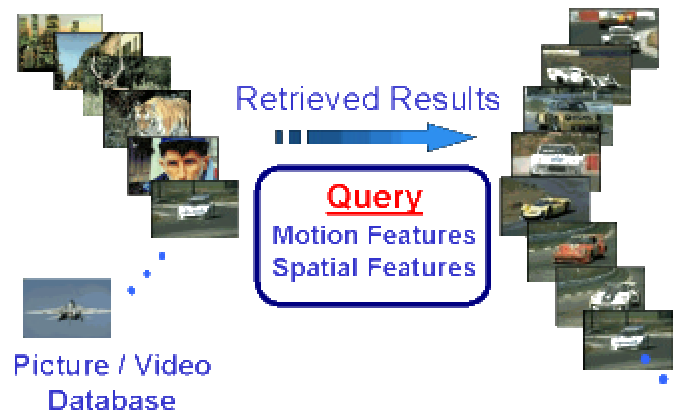 Retrieved Results
Query
Motion Features
Spatial Features
Picture / Video
Database